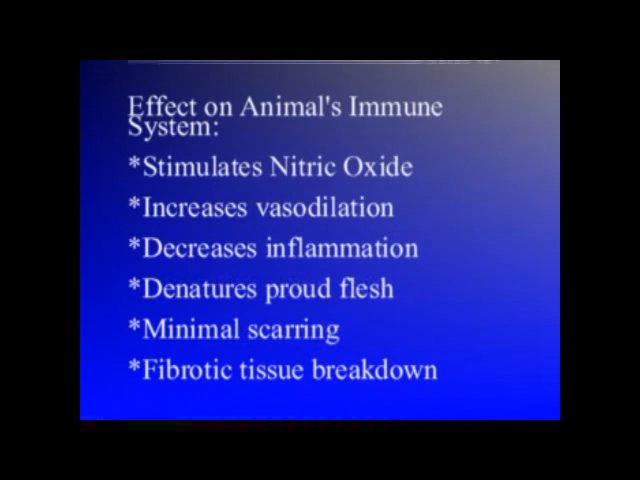 Effect on Animal's Immune
System:
*Stimulates Nitric Oxide
*Increases vasodilation
*Decreases inflammation
*Denatures proud flesh
*Minimal scarring
*Fibrotic tissue breakdown